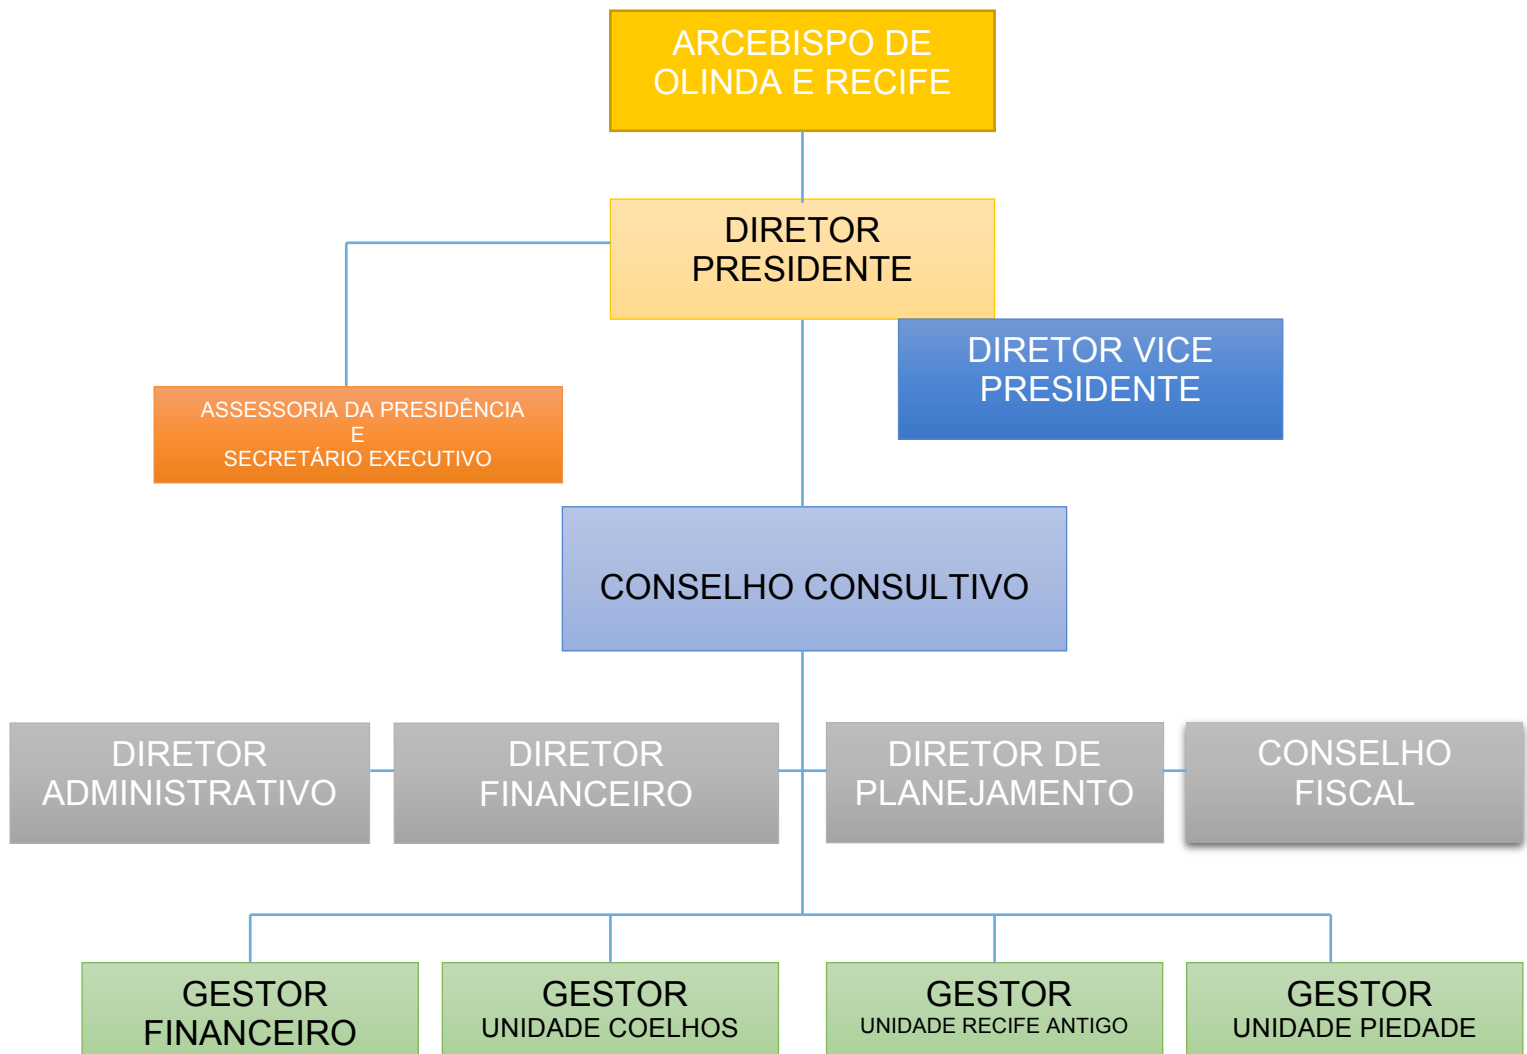 ARCEBISPO DE
OLINDA E RECIFE
DIRETOR
PRESIDENTE
DIRETOR VICE
PRESIDENTE
ASSESSORIA DA PRESIDÊNCIA
E
SECRETÁRIO EXECUTIVO
CONSELHO CONSULTIVO
DIRETOR
ADMINISTRATIVO
DIRETOR
FINANCEIRO
DIRETOR DE
PLANEJAMENTO
CONSELHO
FISCAL
GESTOR
FINANCEIRO
GESTOR
UNIDADE COELHOS
GESTOR
UNIDADE RECIFE ANTIGO
GESTOR
UNIDADE PIEDADE